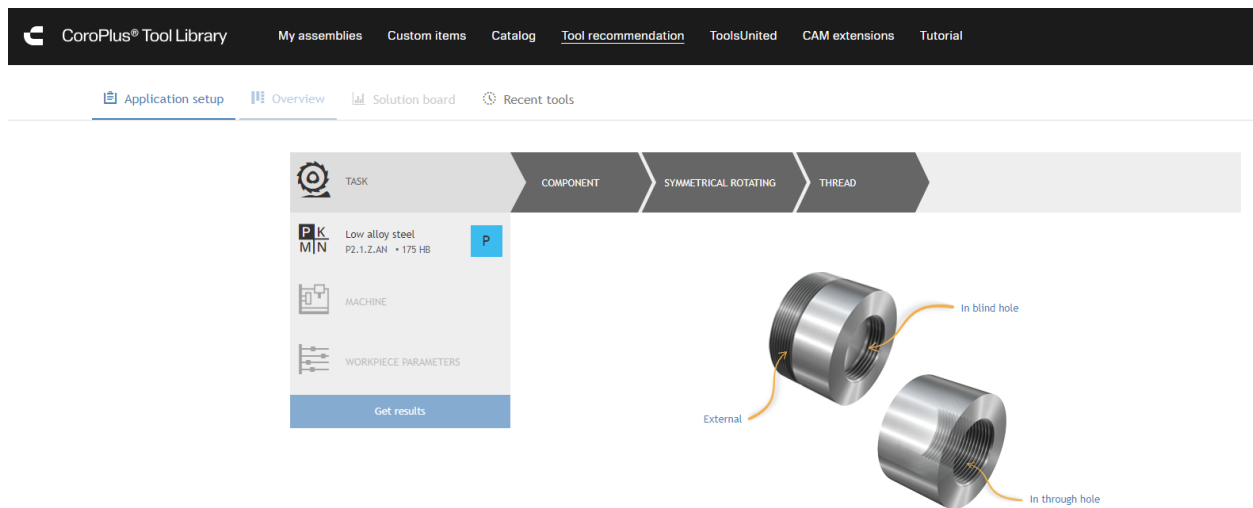 CoroPlus® Tool Library My assemblies Custom items Catalog Tool recommendation ToolsUnited CAM extensions Tutorial
Application setup Overview Solution board Recent tools
TASK COMPONENT SYMMETRICAL ROTATING THREAD
P K
M N
Low alloy steel
P2.1.Z.AN • 175 HB
P
MACHINE
WORKPIECE PARAMETERS
Get results
In blind hole
External
In through hole